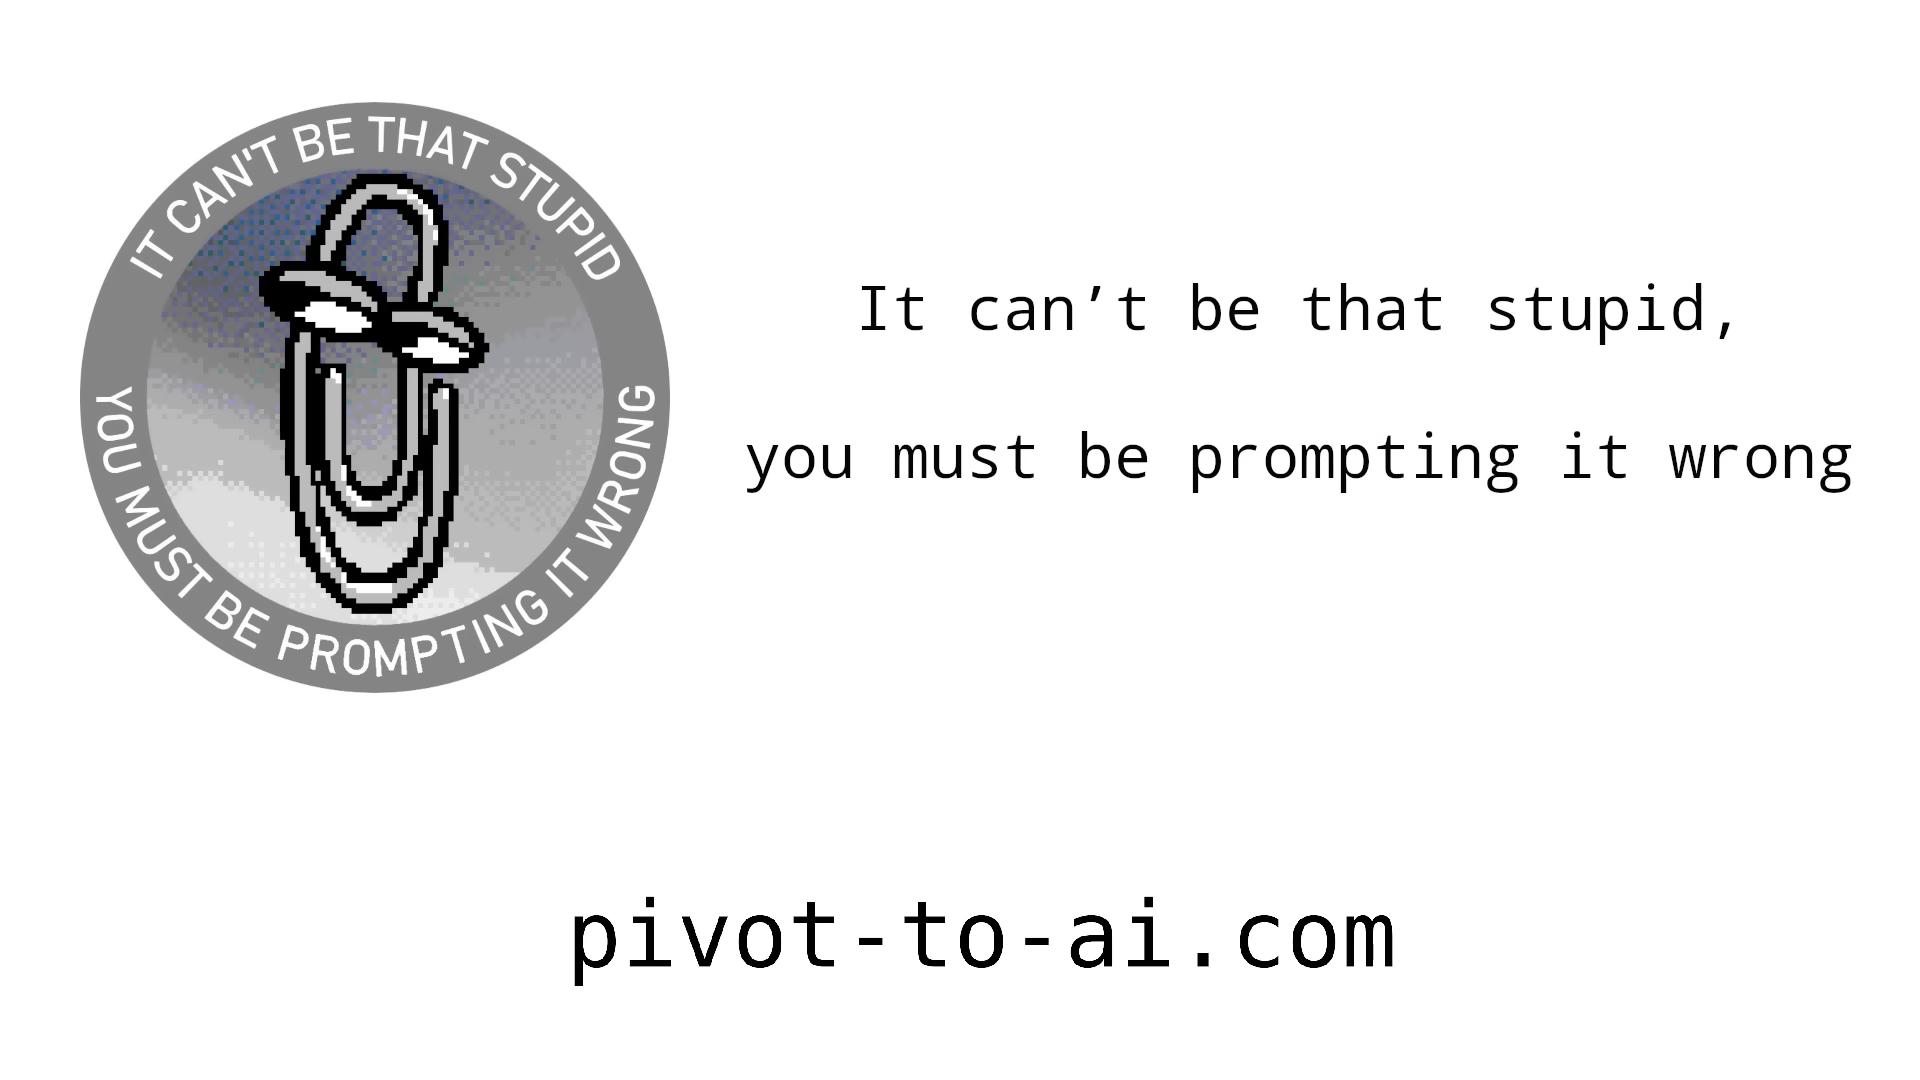 IT CAN'T BE THAT STUPID
YOU MUST BE PROMPTING IT WRONG
It can’t be that stupid,
you must be prompting it wrong
pivot-to-ai.com